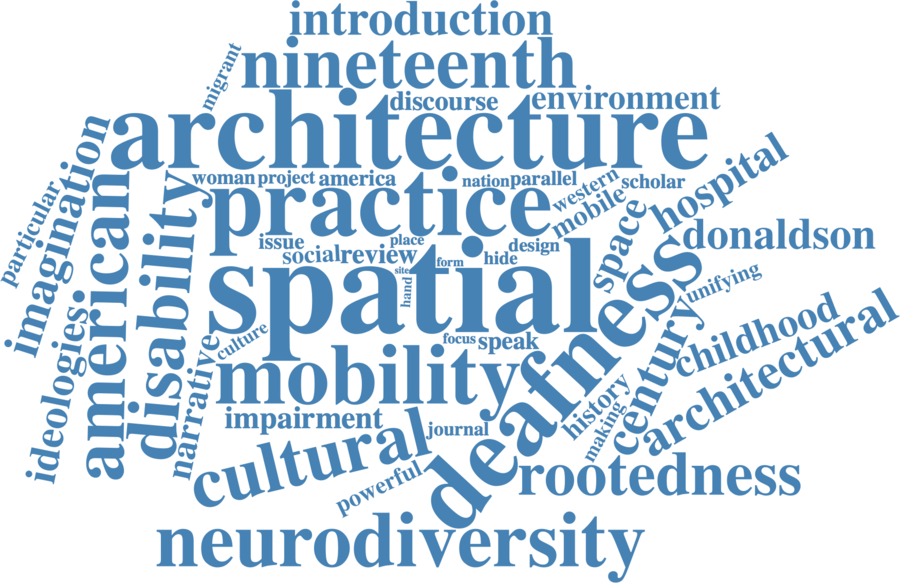 introduction
nineteenth
migrant
discourse
environment
architecture
woman
project
america
nation
parallel
western
scholar
hospital
particular
imagination
american
disability
practice
mobile
space
donaldson
issue
social
review
place
site
form
hide
design
hand
spatial
deafness
unifying
ideologies
narrative
culture
focus
speak
century
childhood
architectural
mobility
impairment
history
making
cultural
journal
powerful
rootedness
neurodiversity